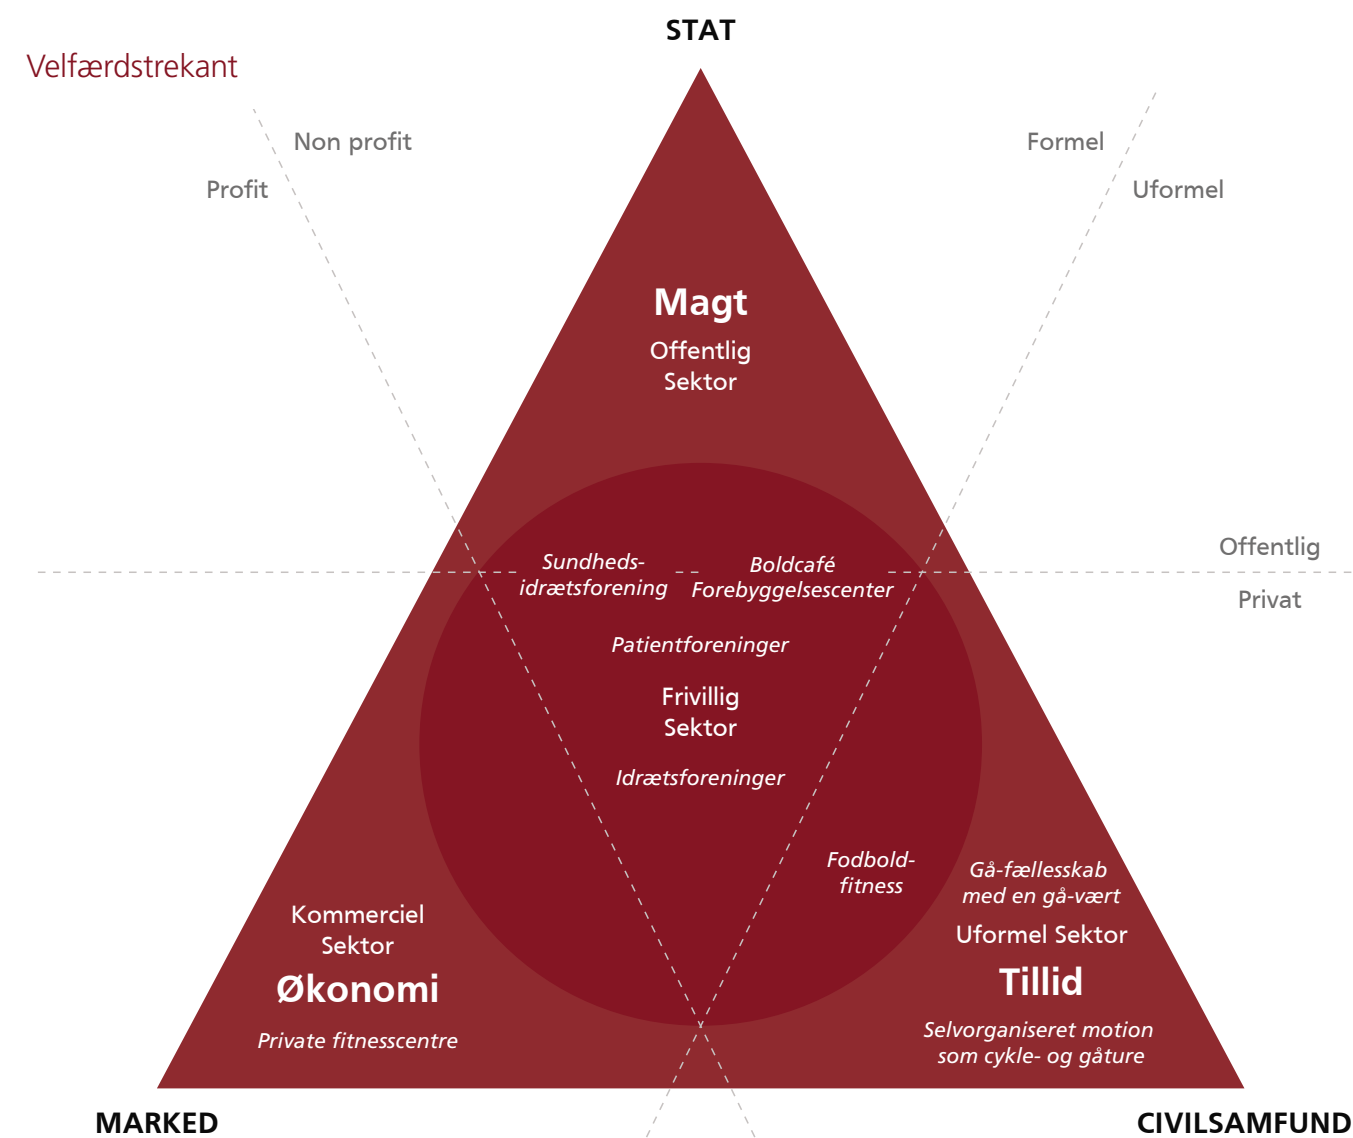 STAT
Velfærdstrekant
Non profit
Profit
Formel
Uformel
Magt
Offentlig
Sektor
Offentlig
Privat
Sundheds-
idrætsforening
Boldcafé
Forebyggelsescenter
Patientforeninger
Frivillig
Sektor
Idrætsforeninger
Fodbold-
fitness
Gå-fællesskab
med en gå-vært
Uformel Sektor
Tillid
Selvorganiseret motion
som cykle- og gåture
Kommerciel
Sektor
Økonomi
Private fitnesscentre
MARKED
CIVILSAMFUND